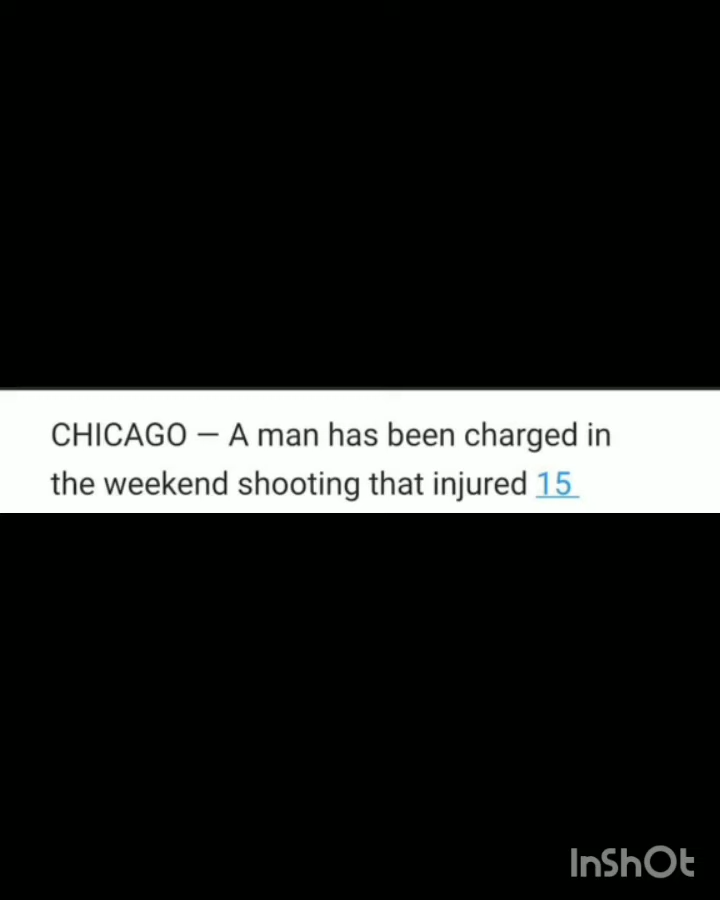 CHICAGO — A man has been charged in
the weekend shooting that injured 15
InShOt